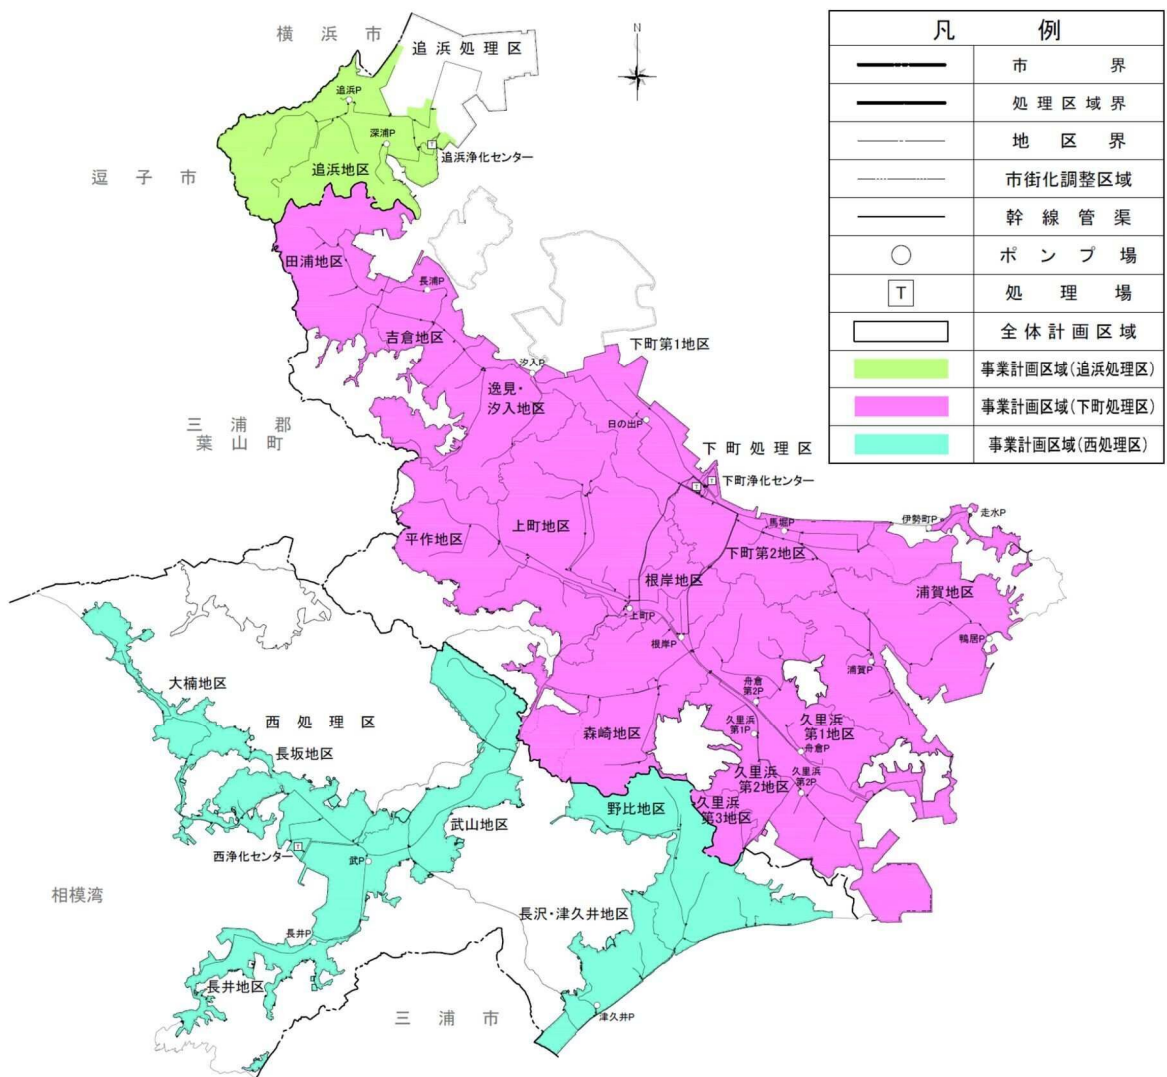 横浜市
追浜処理区
N
追浜P
深浦P
追浜浄化センター
追浜地区
逗子市
田浦地区
長浦P
吉倉地区
下町第1地区
汐入P
逸見・
汐入地区
日の出P
三浦郡
葉山町
下町処理区
下町浄化センター
伊勢町P
走水P
馬堀P
上町地区
平作地区
下町第2地区
根岸地区
浦賀地区
上町P
根岸P
鴨居P
浦賀P
大楠地区
舟倉
第2P
西処理区
久里浜
第1P
久里浜
第1地区
森崎地区
舟倉P
長坂地区
久里浜
第2地区
久里浜
第2P
野比地区
久里浜
第3地区
武山地区
西浄化センター
武P
相模湾
長沢・津久井地区
長井P
長井地区
三浦市
津久井P
凡例
市界
処理区域界
地区界
市街化調整区域
幹線管渠
ポンプ場
T
処理場
全体計画区域
事業計画区域(追浜処理区)
事業計画区域(下町処理区)
事業計画区域(西処理区)
T
T
T
T